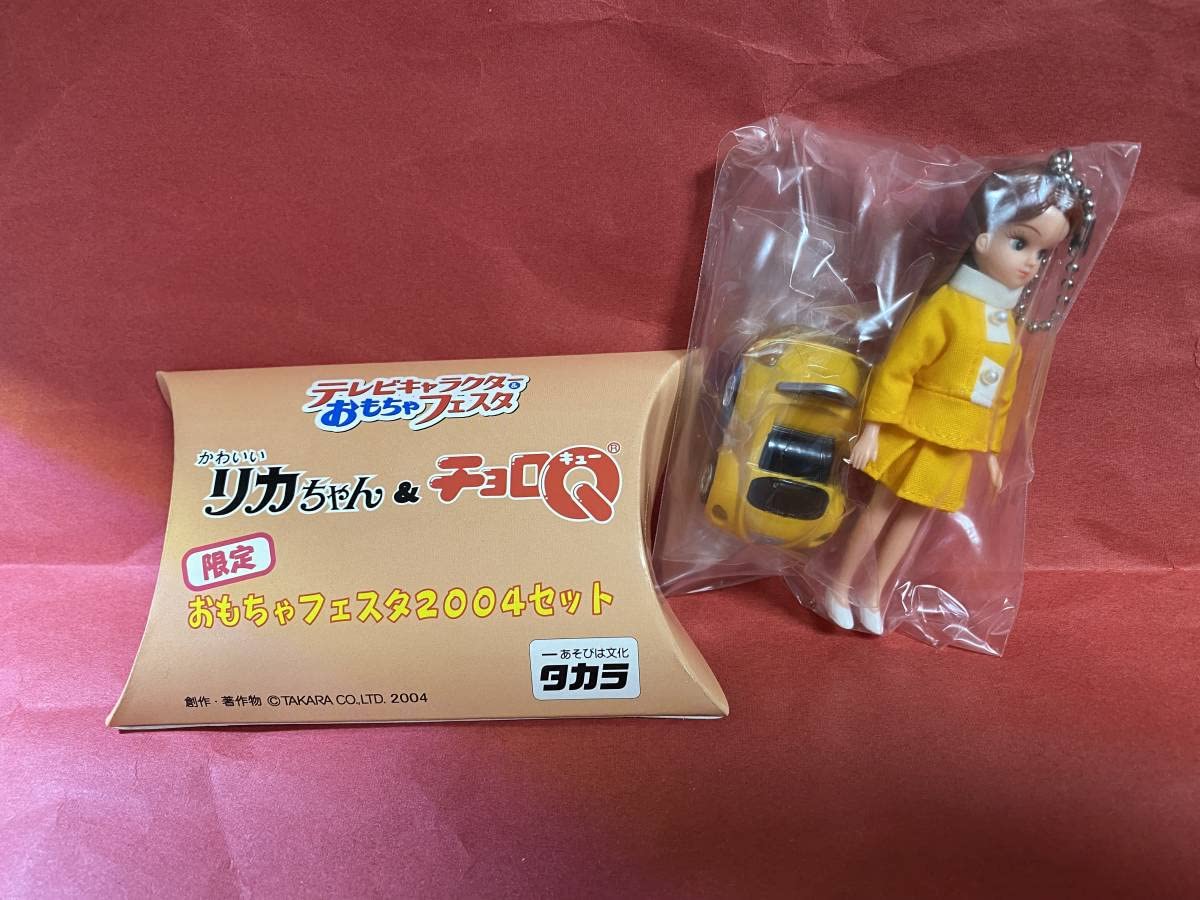 テレビキャラクター&
おもちゃフェスタ
かわいい
リカちゃん & チョロQ®
キュー
限定
おもちゃフェスタ2004セット
ーあそびは文化
タカラ
創作・著作物 ©TAKARA CO.,LTD. 2004